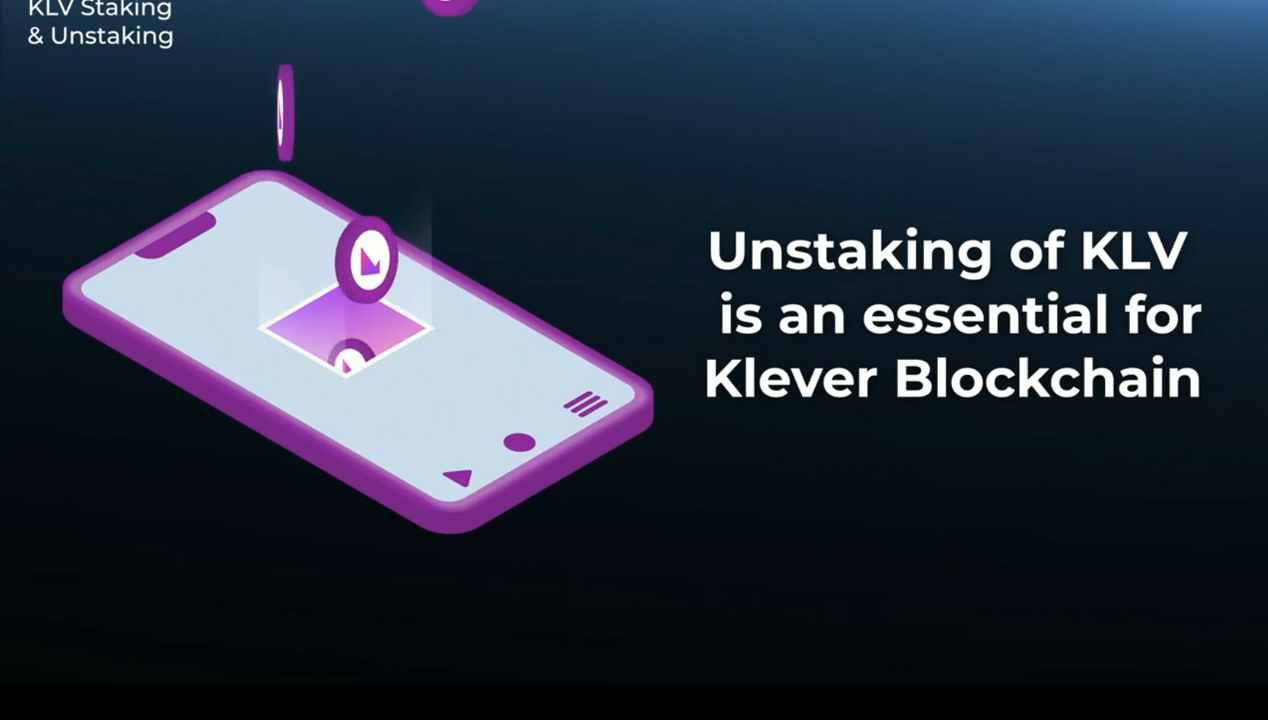 KLV Staking
& Unstaking
Unstaking of KLV
is an essential for
Klever Blockchain